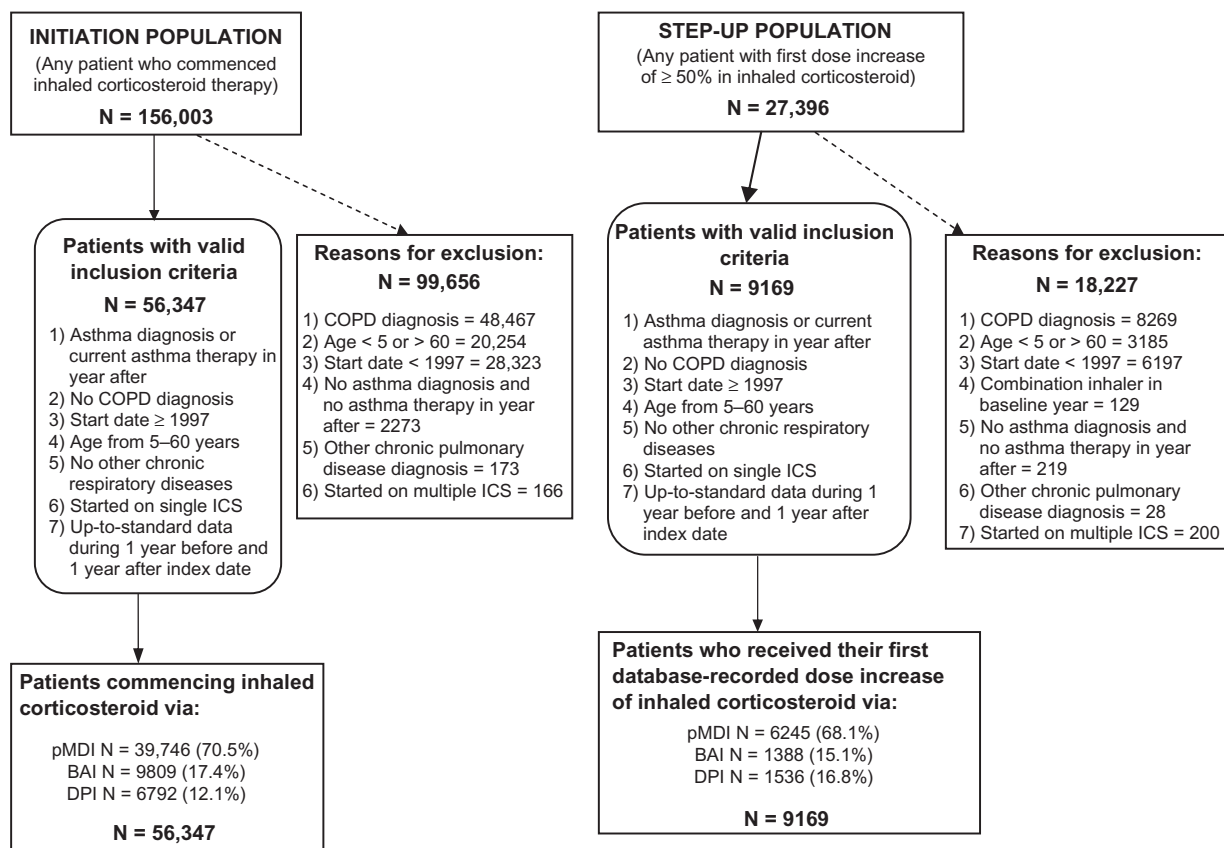 INITIATION POPULATION
(Any patient who commenced
inhaled corticosteroid therapy)
N = 156,003
STEP-UP POPULATION
(Any patient with first dose increase
of ≥ 50% in inhaled corticosteroid)
N = 27,396
Patients with valid
inclusion criteria
N = 56,347
1) Asthma diagnosis or
current asthma therapy in
year after
2) No COPD diagnosis
3) Start date ≥ 1997
4) Age from 5–60 years
5) No other chronic
respiratory diseases
6) Started on single ICS
7) Up-to-standard data
during 1 year before and
1 year after index date
Reasons for exclusion:
N = 99,656
1) COPD diagnosis = 48,467
2) Age < 5 or > 60 = 20,254
3) Start date < 1997 = 28,323
4) No asthma diagnosis and
no asthma therapy in year
after = 2273
5) Other chronic pulmonary
disease diagnosis = 173
6) Started on multiple ICS = 166
Patients with valid inclusion
criteria
N = 9169
1) Asthma diagnosis or current
asthma therapy in year after
2) No COPD diagnosis
3) Start date ≥ 1997
4) Age from 5–60 years
5) No other chronic respiratory
diseases
6) Started on single ICS
7) Up-to-standard data during 1
year before and 1 year after
index date
Reasons for exclusion:
N = 18,227
1) COPD diagnosis = 8269
2) Age < 5 or > 60 = 3185
3) Start date < 1997 = 6197
4) Combination inhaler in
baseline year = 129
5) No asthma diagnosis and
no asthma therapy in year
after = 219
6) Other chronic pulmonary
disease diagnosis = 28
7) Started on multiple ICS = 200
Patients commencing inhaled
corticosteroid via:
pMDI N = 39,746 (70.5%)
BAI N = 9809 (17.4%)
DPI N = 6792 (12.1%)
N = 56,347
Patients who received their first
database-recorded dose increase
of inhaled corticosteroid via:
pMDI N = 6245 (68.1%)
BAI N = 1388 (15.1%)
DPI N = 1536 (16.8%)
N = 9169